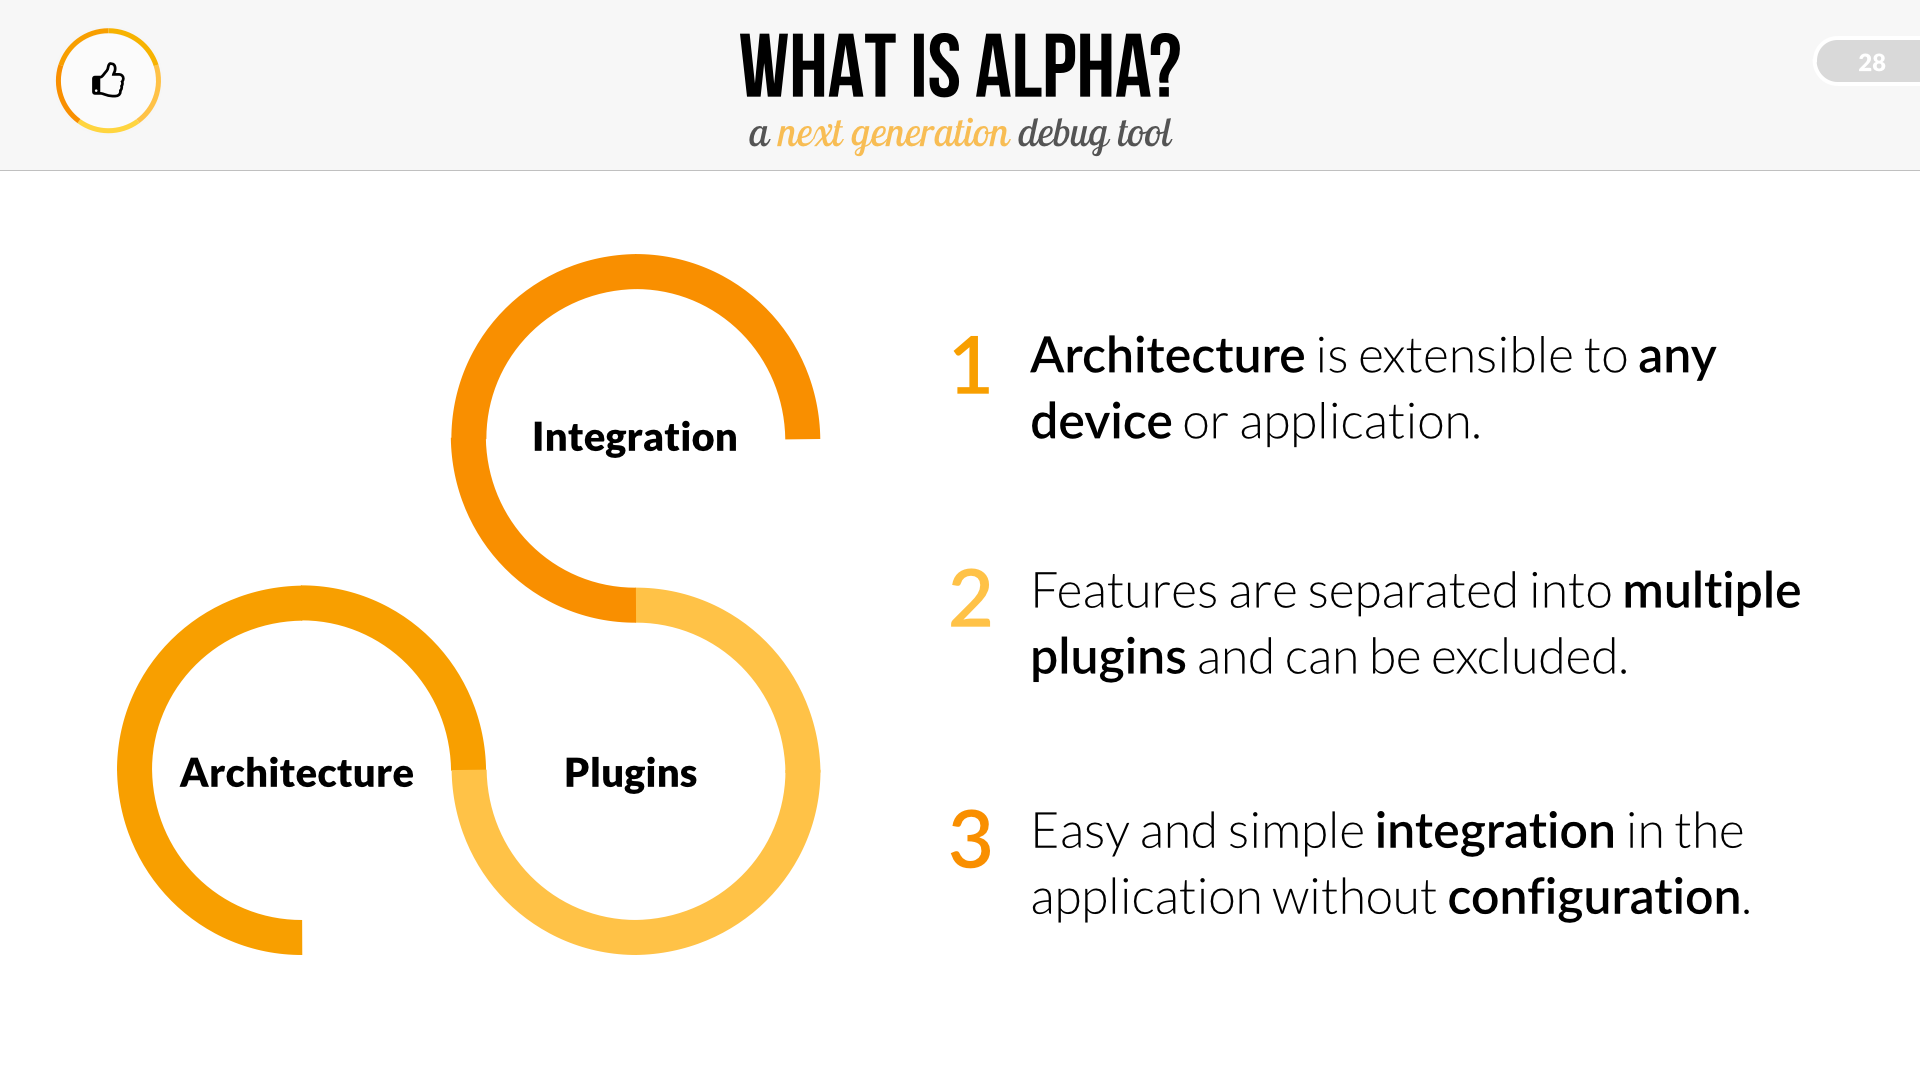 WHAT IS ALPHA?
a next generation debug tool
28
Integration
Architecture
Plugins
1
Architecture is extensible to any
device or application.
2
Features are separated into multiple
plugins and can be excluded.
3
Easy and simple integration in the
application without configuration.